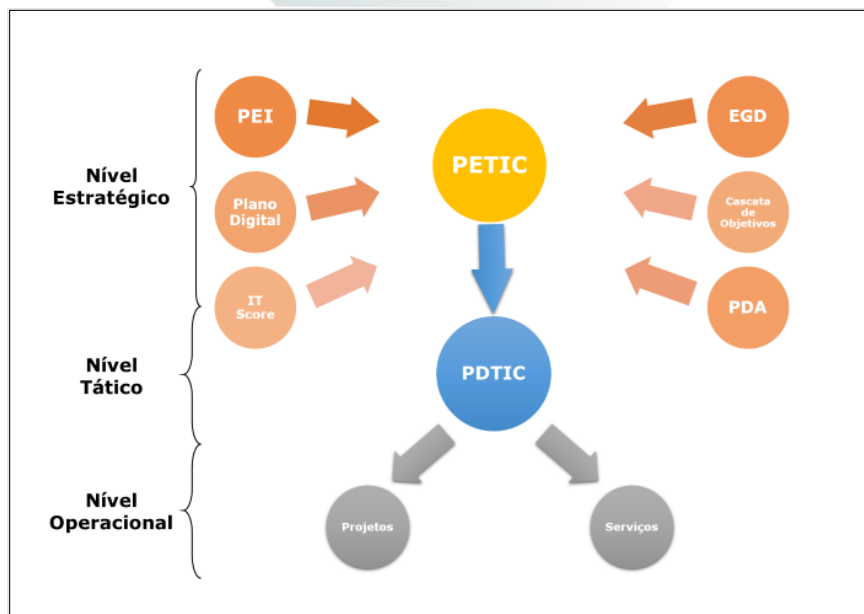 PEI
EGD
PETIC
Nível
Estratégico
Plano
Digital
Cascata
de
Objetivos
IT
Score
PDA
Nível
Tático
PDTIC
Nível
Operacional
Projetos
Serviços